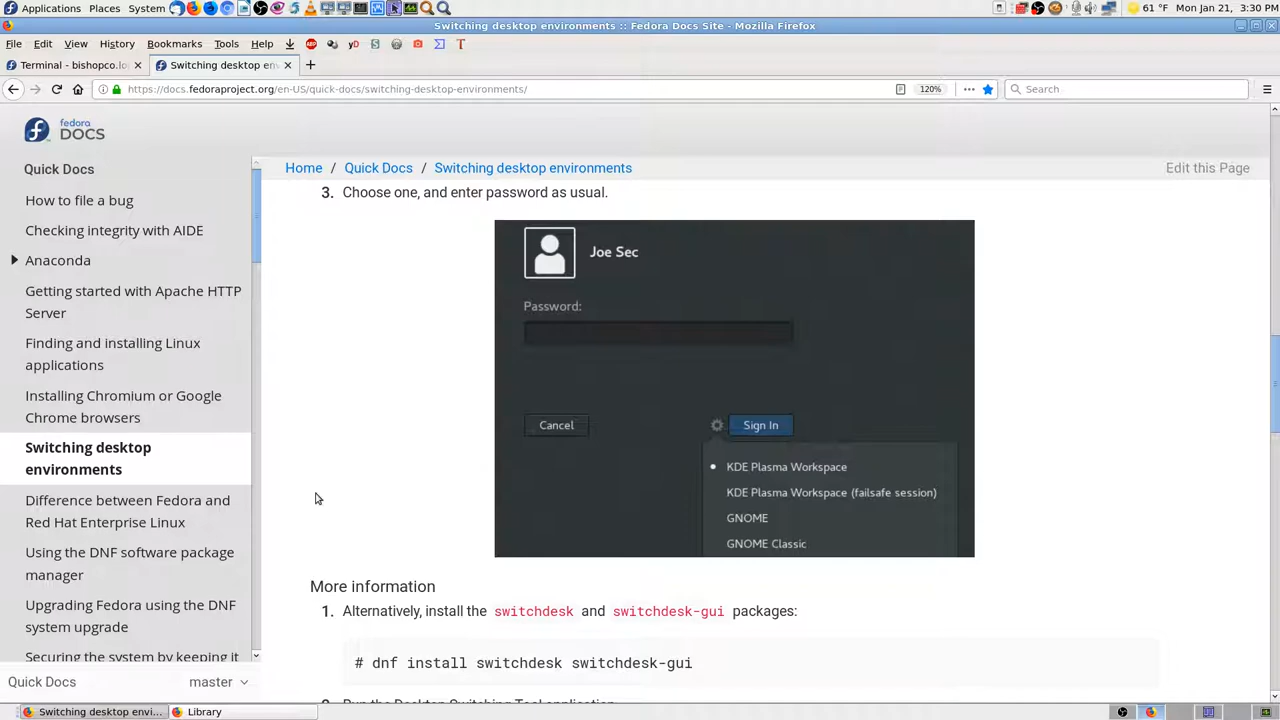 Applications Places System
61 °F Mon Jan 21, 3:30 PM
Switching desktop environments :: Fedora Docs Site - Mozilla Firefox
File Edit View History Bookmarks Tools Help
Terminal - bishopco.lo
Switching desktop en
https://docs.fedoraproject.org/en-US/quick-docs/switching-desktop-environments/
120%
Search
fedora
DOCS
Quick Docs
How to file a bug
Checking integrity with AIDE
Anaconda
Getting started with Apache HTTP
Server
Finding and installing Linux
applications
Installing Chromium or Google
Chrome browsers
Switching desktop
environments
Difference between Fedora and
Red Hat Enterprise Linux
Using the DNF software package
manager
Upgrading Fedora using the DNF
system upgrade
Securing the system by keeping it
Quick Docs master
Home / Quick Docs / Switching desktop environments
Edit this Page
3. Choose one, and enter password as usual.
Joe Sec
Password:
Cancel
Sign In
KDE Plasma Workspace
KDE Plasma Workspace (failsafe session)
GNOME
GNOME Classic
More information
1. Alternatively, install the switchdesk and switchdesk-gui packages:
# dnf install switchdesk switchdesk-gui
2. Run the Desktop Switching Tool application
Switching desktop envi...
Library